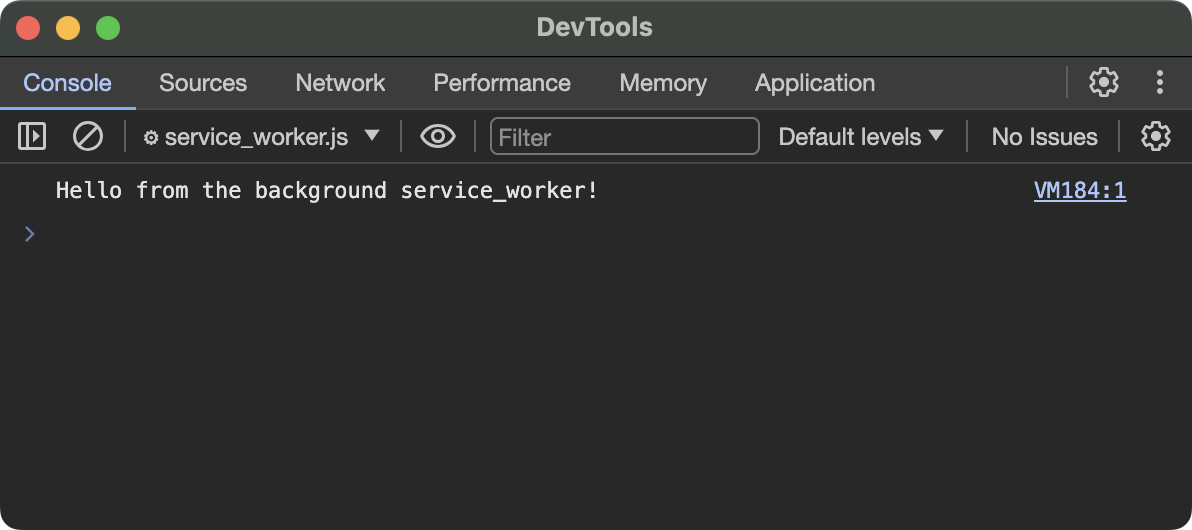 DevTools
Console Sources Network Performance Memory Application
service_worker.js Filter Default levels No Issues
Hello from the background service_worker! VM184:1